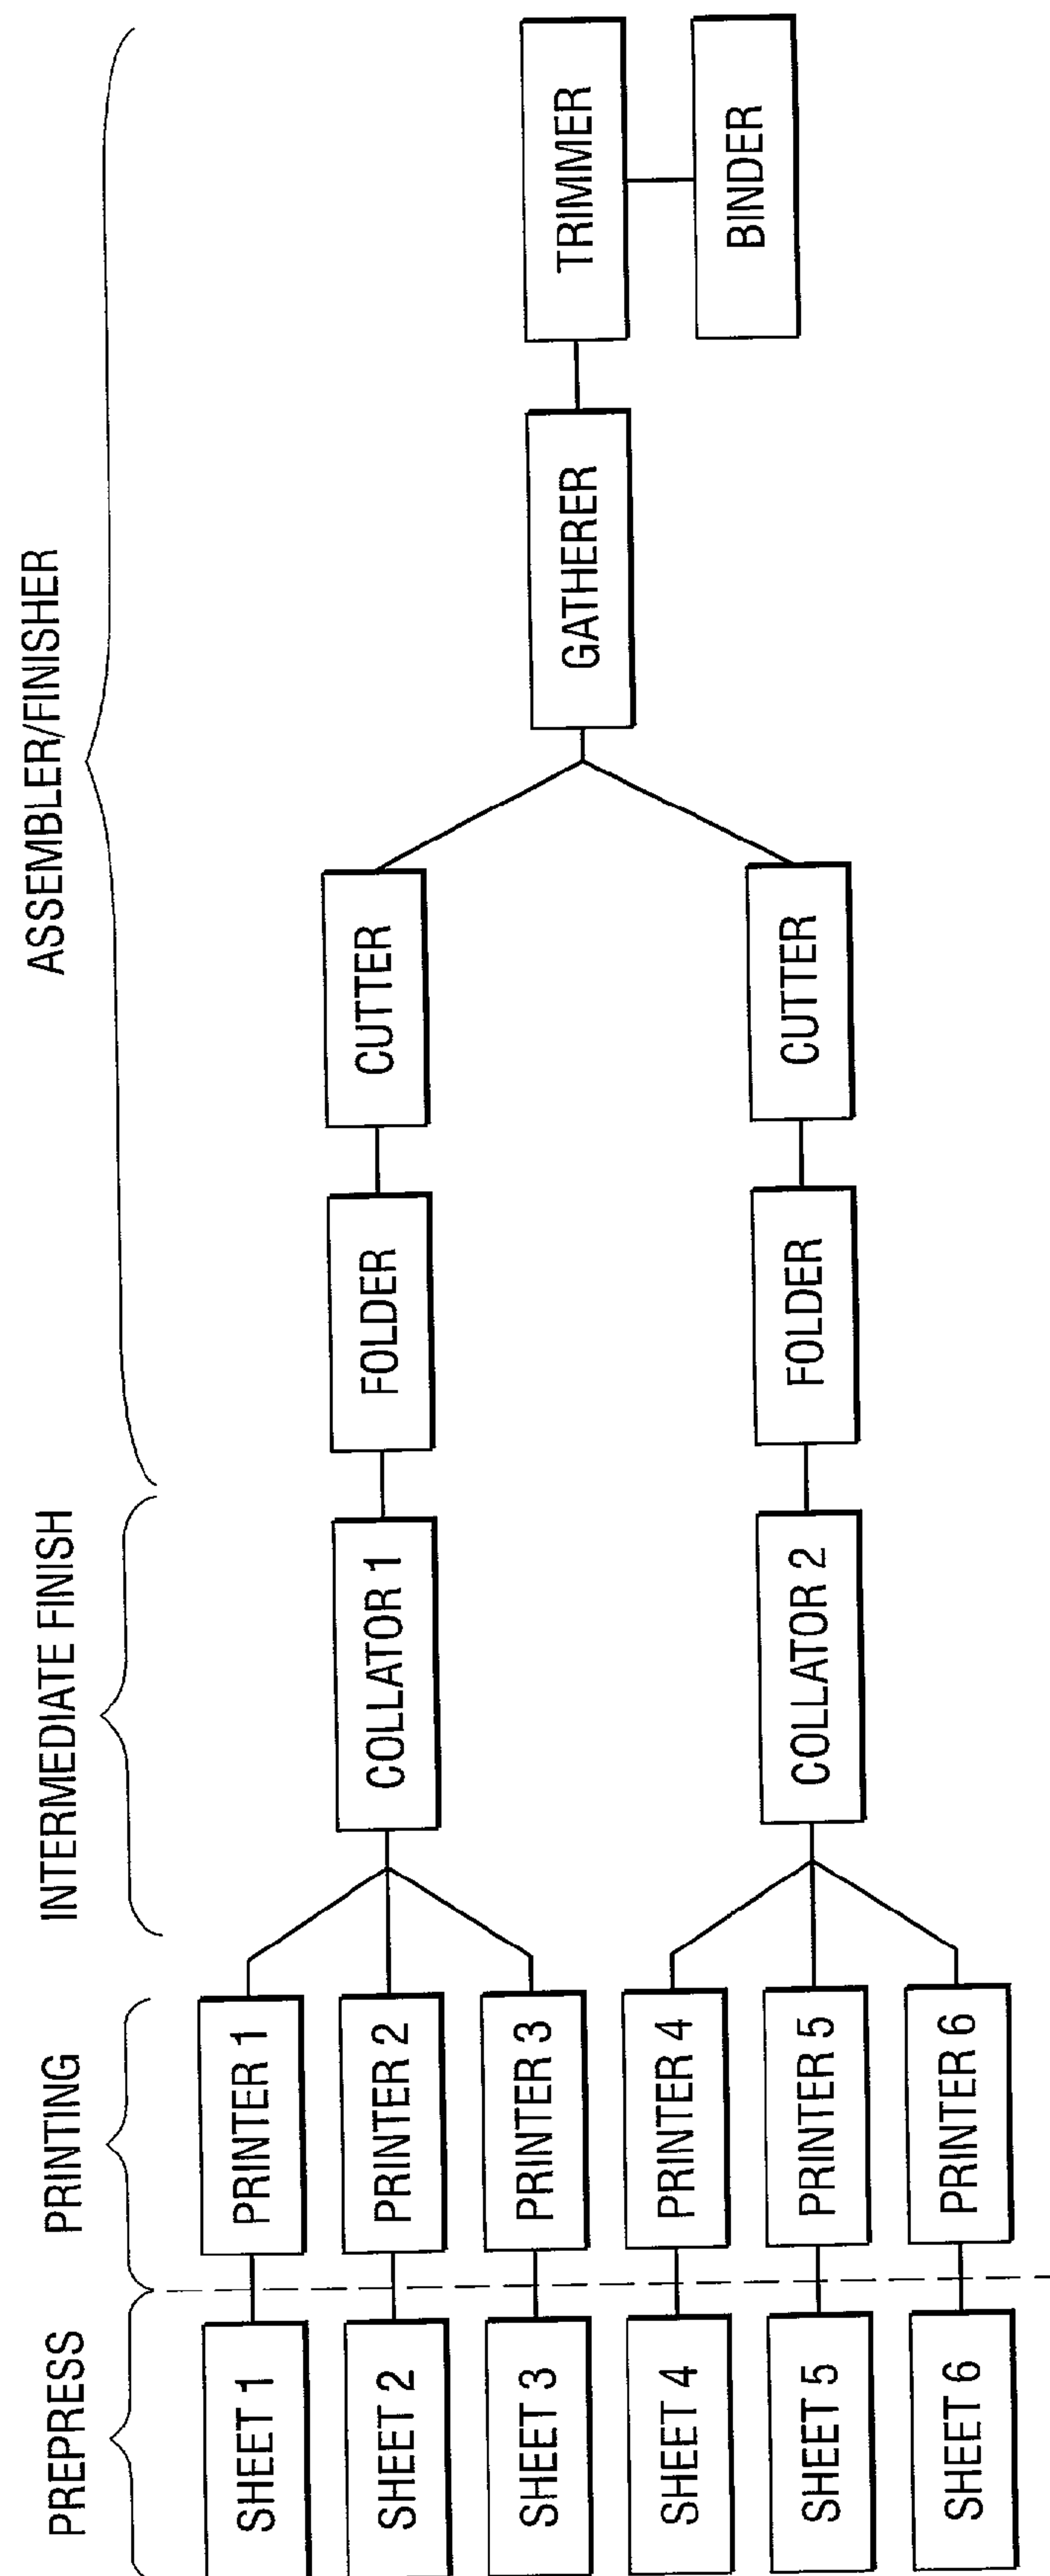 PREPRESS
PRINTING
INTERMEDIATE FINISH
ASSEMBLER/FINISHER
SHEET 1
PRINTER 1
SHEET 2
PRINTER 2
SHEET 3
PRINTER 3
COLLATOR 1
FOLDER
CUTTER
SHEET 4
PRINTER 4
SHEET 5
PRINTER 5
SHEET 6
PRINTER 6
COLLATOR 2
FOLDER
CUTTER
GATHERER
TRIMMER
BINDER